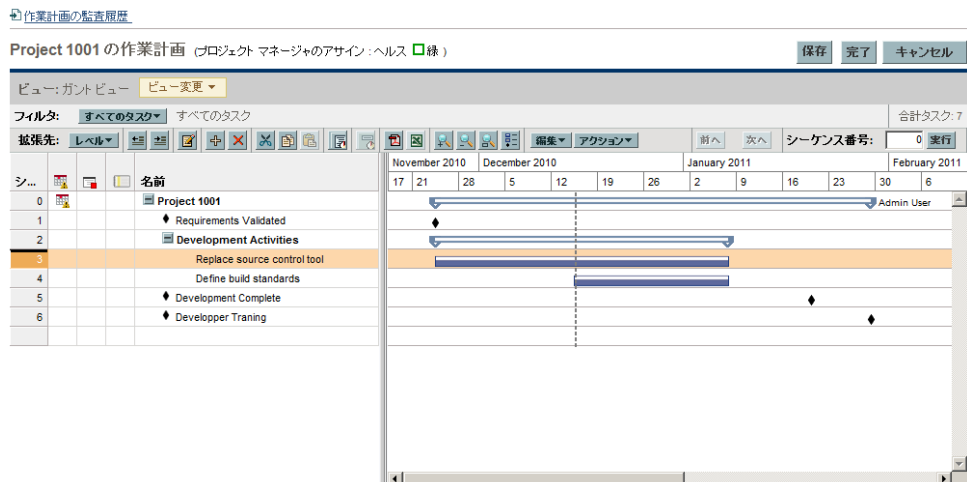 作業計画の監査履歴
Project 1001 の作業計画 (プロジェクト マネージャのアサイン : ヘルス 緑 )
保存 完了 キャンセル
ビュー: ガント ビュー ビュー変更
フィルタ: すべてのタスク すべてのタスク 合計タスク: 7
拡張先: レベル 編集 アクション 前へ 次へ シーケンス番号: 0 実行
November 2010 December 2010 January 2011 February 2011
シ... 名前 17 21 28 5 12 19 26 2 9 16 23 30 6
0 Project 1001 Admin User
1 Requirements Validated
2 Development Activities
3 Replace source control tool
4 Define build standards
5 Development Complete
6 Developper Traning